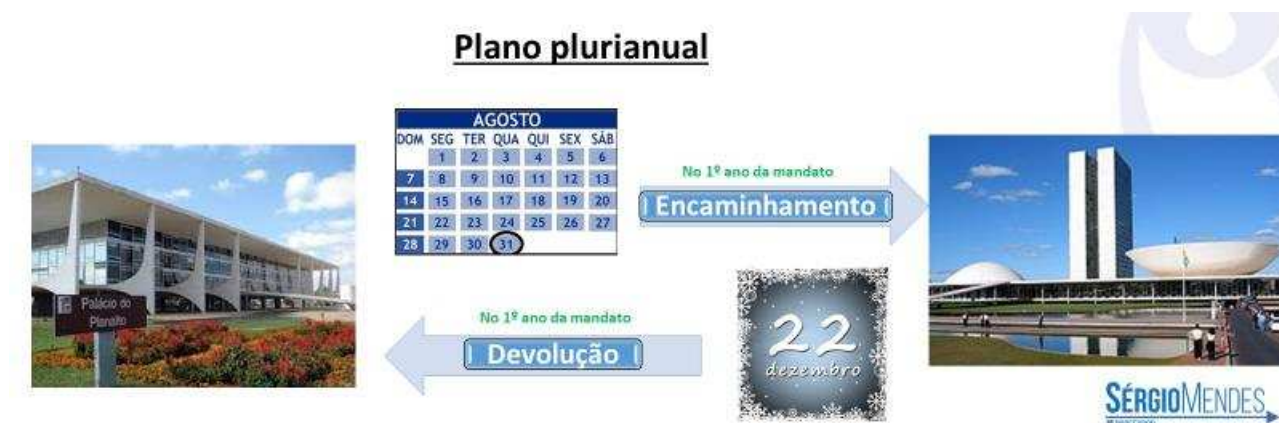 Plano plurianual
AGOSTO
DOM SEG TER QUA QUI SEX SÁB
1 2 3 4 5 6
7 8 9 10 11 12 13
14 15 16 17 18 19 20
21 22 23 24 25 26 27
28 29 30 31
No 1º ano da mandato
Encaminhamento
Palácio do
Planalto
No 1º ano da mandato
Devolução
22
dezembro
SÉRGIOMENDES